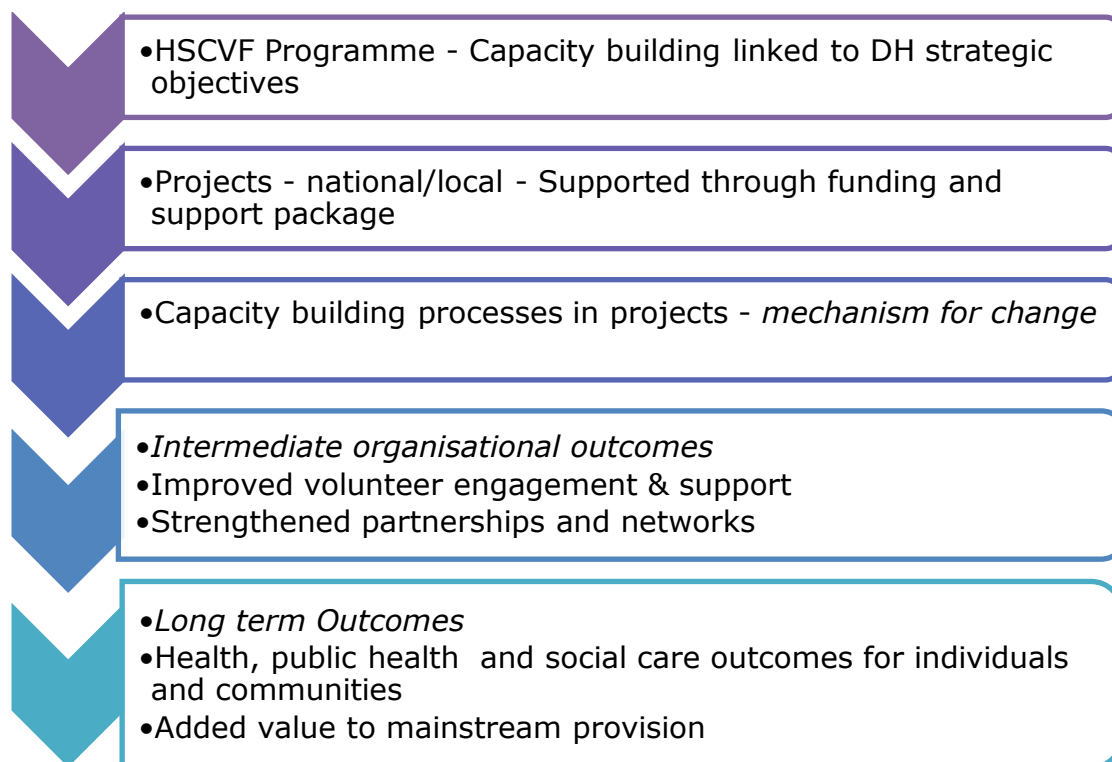 •HSCVF Programme - Capacity building linked to DH strategic
objectives
•Projects - national/local - Supported through funding and
support package
•Capacity building processes in projects - mechanism for change
•Intermediate organisational outcomes
•Improved volunteer engagement & support
•Strengthened partnerships and networks
•Long term Outcomes
•Health, public health  and social care outcomes for individuals
and communities
•Added value to mainstream provision